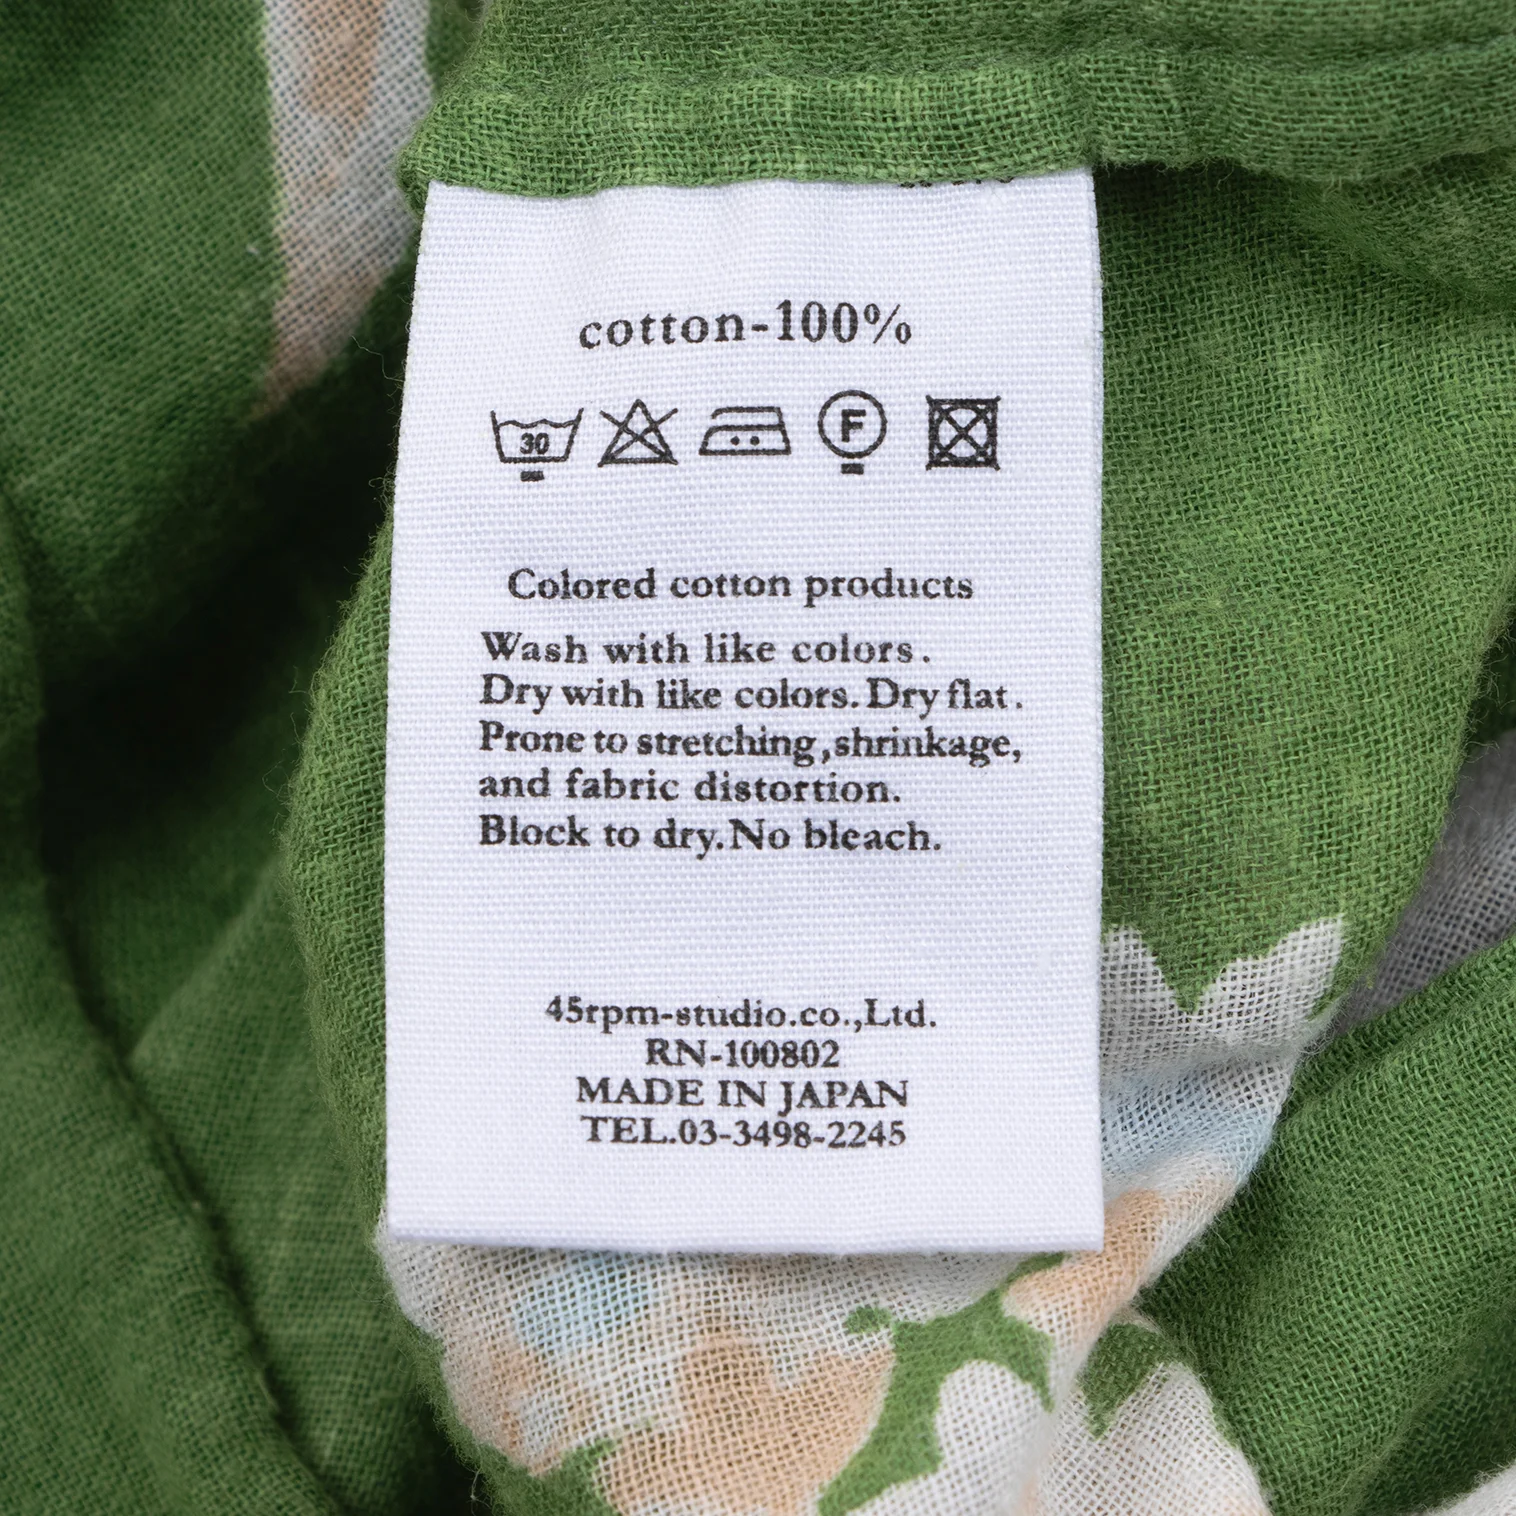 cotton-100%
30 F
Colored cotton products
Wash with like colors.
Dry with like colors. Dry flat.
Prone to stretching, shrinkage,
and fabric distortion.
Block to dry. No bleach.
45rpm-studio.co.,Ltd.
RN-100802
MADE IN JAPAN
TEL.03-3498-2245